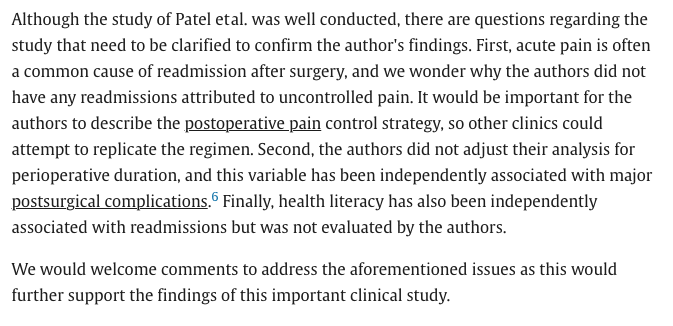 Although the study of Patel et al. was well conducted, there are questions regarding the
study that need to be clarified to confirm the author's findings. First, acute pain is often
a common cause of readmission after surgery, and we wonder why the authors did not
have any readmissions attributed to uncontrolled pain. It would be important for the
authors to describe the postoperative pain control strategy, so other clinics could
attempt to replicate the regimen. Second, the authors did not adjust their analysis for
perioperative duration, and this variable has been independently associated with major
postsurgical complications.6 Finally, health literacy has also been independently
associated with readmissions but was not evaluated by the authors.
We would welcome comments to address the aforementioned issues as this would
further support the findings of this important clinical study.